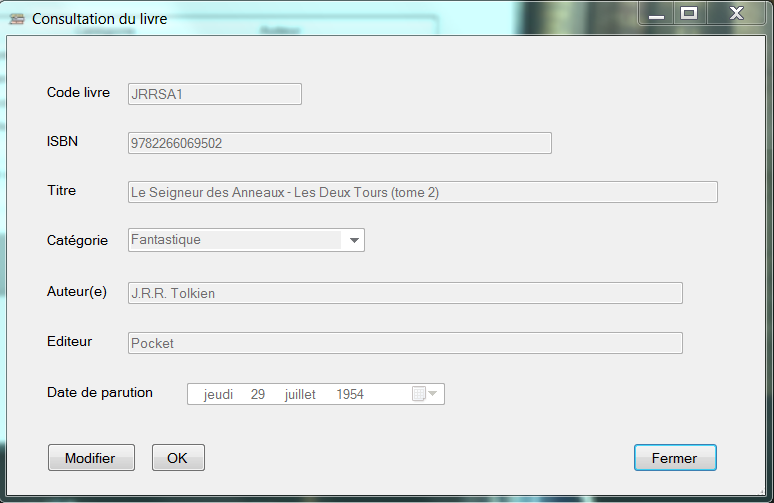 Consultation du livre
Code livre JRRSA1
ISBN 9782266069502
Titre Le Seigneur des Anneaux - Les Deux Tours (tome 2)
Catégorie Fantastique
Auteur(e) J.R.R. Tolkien
Editeur Pocket
Date de parution jeudi 29 juillet 1954
Modifier OK Fermer